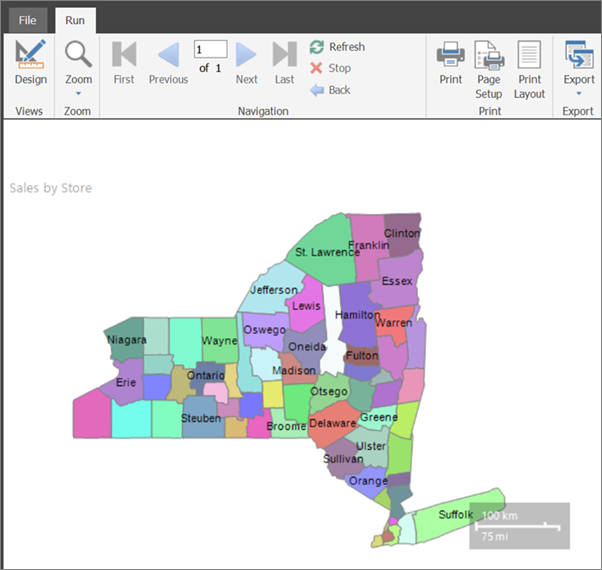 File Run
Design
Views
Zoom
Zoom
First
Previous
1
of 1
Next
Last
Refresh
Stop
Back
Navigation
Print
Page
Setup
Print
Layout
Print
Export
Export
Sales by Store
Clinton
Franklin
St. Lawrence
Essex
Jefferson
Lewis
Hamilton
Warren
Oswego
Niagara
Wayne
Oneida
Fulton
Madison
Ontario
Erie
Otsego
Steuben
Broome
Delaware
Greene
Ulster
Sullivan
Orange
Suffolk
100 km
75 mi